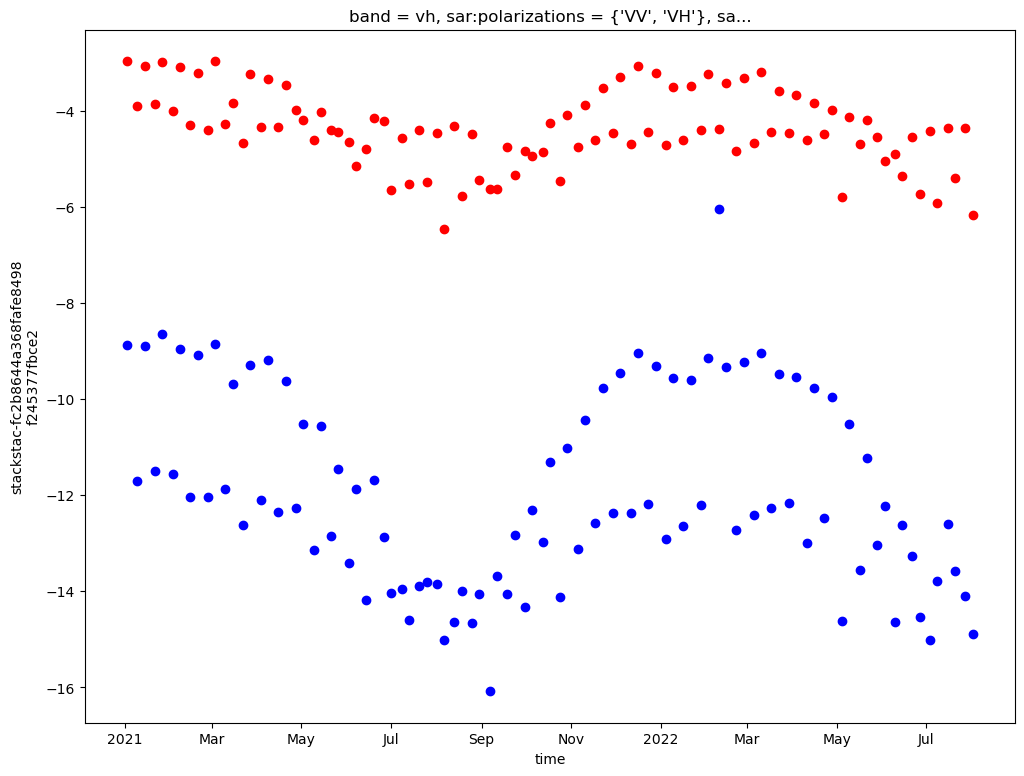 band = vh, sar:polarizations = {'VV', 'VH'}, sa...
stackstac-fc2b8644a368fafe8498
f245377fbce2
−4
−6
−8
−10
−12
−14
−16
2021
Mar
May
Jul
Sep
Nov
2022
Mar
May
Jul
time